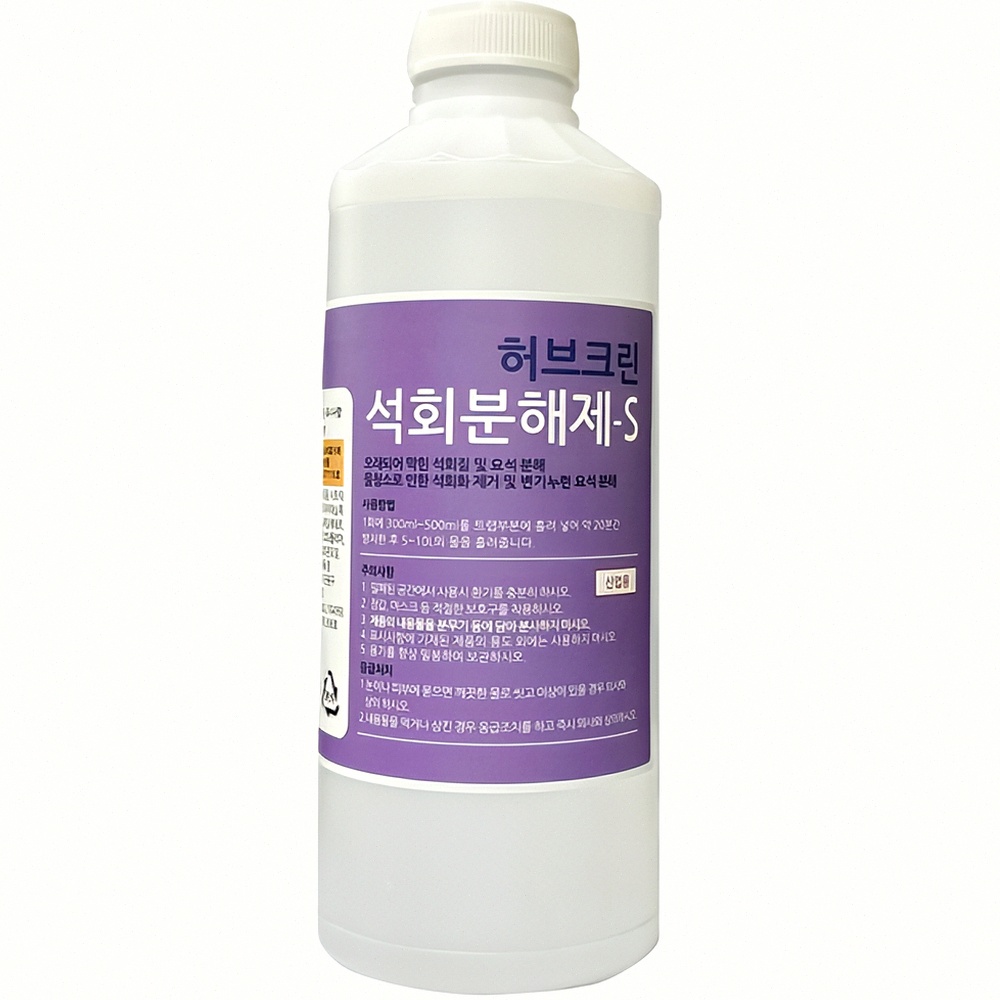 허브크린
석회분해제-S
오래되어 막힌 석회질 및 요석 분해
물청소로 인한 석회화 제거 및 변기누런 요석 분해
사용방법
1회에 300ml~500ml를 트랩부분에 흘려 넣어 약 20분간
방치한 후 5~10L의 물을 흘려줍니다.
주의사항
산업용
1. 밀폐된 공간에서 사용시 환기를 충분히 하시오.
2. 장갑, 마스크 등 적절한 보호구를 착용하시오.
3. 제품의 내용물을 분무기 등에 담아 분사하지 마시오.
4. 표시사항에 기재된 제품의 용도 외에는 사용하지 마시오.
5. 용기를 항상 밀봉하여 보관하시오.
응급처치
1.눈이나 피부에 묻으면 깨끗한 물로 씻고 이상이 있을 경우 의사와
상의 하시오.
2.내용물을 먹거나 삼킨 경우 응급조치를 하고 즉시 의사와 상의하시오.